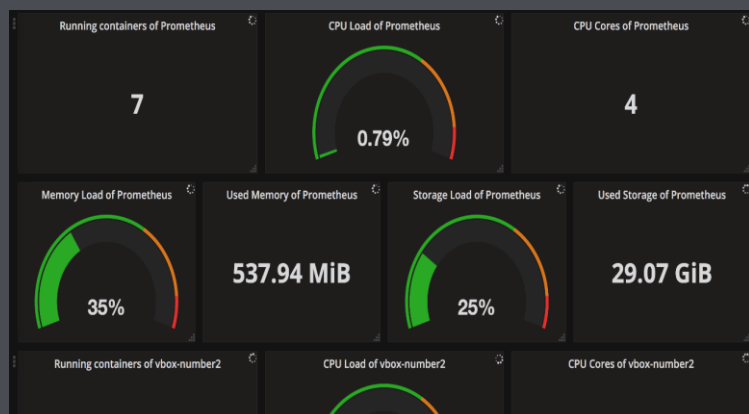 Running containers of Prometheus
CPU Load of Prometheus
CPU Cores of Prometheus
7
0.79%
4
Memory Load of Prometheus
Used Memory of Prometheus
Storage Load of Prometheus
Used Storage of Prometheus
35%
537.94 MiB
25%
29.07 GiB
Running containers of vbox-number2
CPU Load of vbox-number2
CPU Cores of vbox-number2